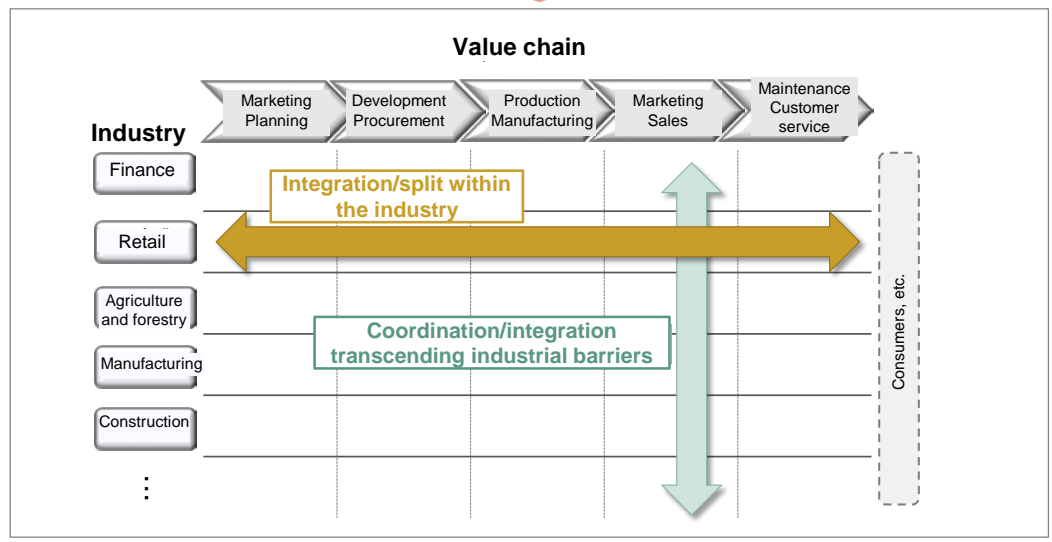 Value chain
Marketing
Planning
Development
Procurement
Production
Manufacturing
Marketing
Sales
Maintenance
Customer
service
Industry
Finance
Integration/split within
the industry
Retail
Agriculture
and forestry
Coordination/integration
transcending industrial barriers
Manufacturing
Construction
⋮
Consumers, etc.